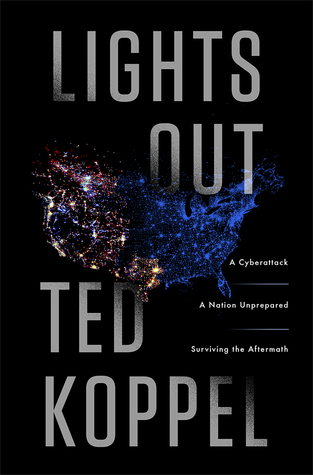 LIGHTS
OUT
A Cyberattack
A Nation Unprepared
Surviving the Aftermath
TED
KOPPEL